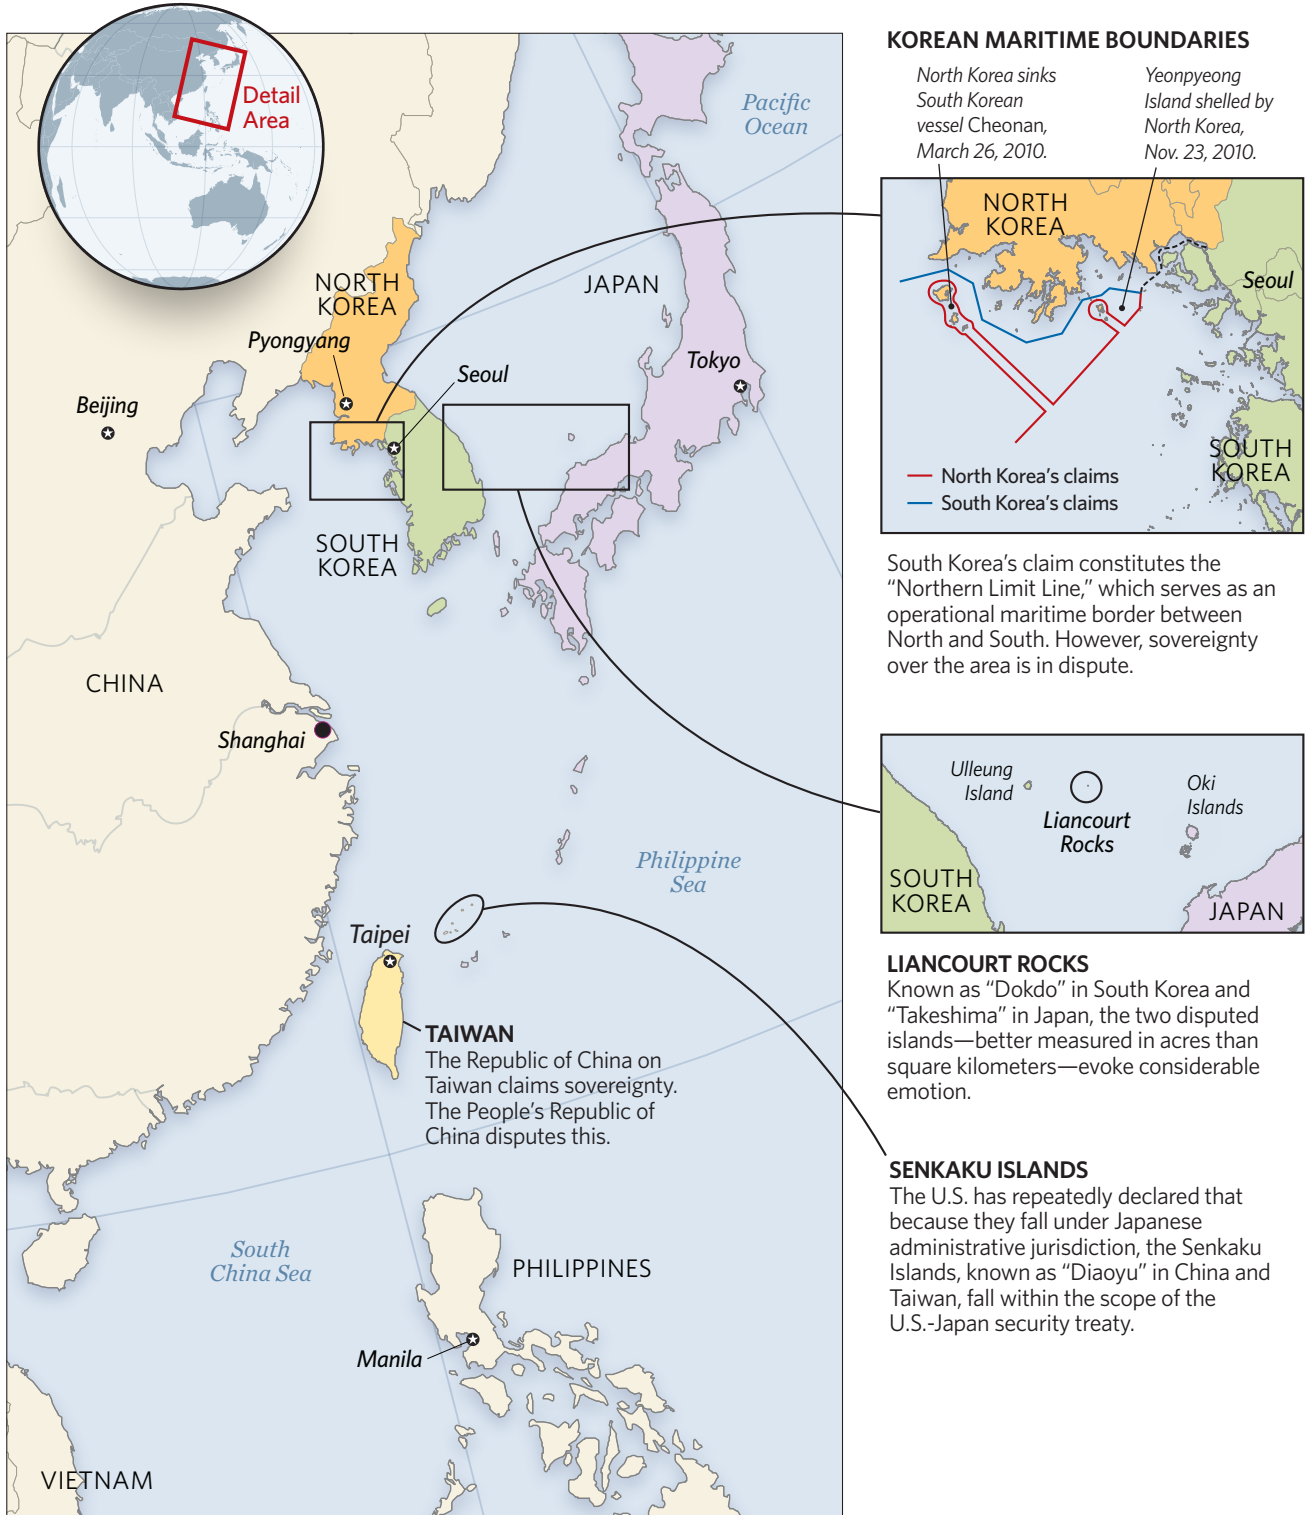 Detail
Area
Pacific
Ocean
NORTH
KOREA
JAPAN
Pyongyang
Seoul
Tokyo
Beijing
SOUTH
KOREA
CHINA
Shanghai
Philippine
Sea
Taipei
TAIWAN
The Republic of China on
Taiwan claims sovereignty.
The People’s Republic of
China disputes this.
South
China Sea
PHILIPPINES
Manila
VIETNAM
KOREAN MARITIME BOUNDARIES
North Korea sinks
South Korean
vessel Cheonan,
March 26, 2010.
Yeonpyeong
Island shelled by
North Korea,
Nov. 23, 2010.
NORTH
KOREA
Seoul
SOUTH
KOREA
North Korea’s claims
South Korea’s claims
South Korea’s claim constitutes the
“Northern Limit Line,” which serves as an
operational maritime border between
North and South. However, sovereignty
over the area is in dispute.
Ulleung
Island
Liancourt
Rocks
Oki
Islands
SOUTH
KOREA
JAPAN
LIANCOURT ROCKS
Known as “Dokdo” in South Korea and
“Takeshima” in Japan, the two disputed
islands—better measured in acres than
square kilometers—evoke considerable
emotion.
SENKAKU ISLANDS
The U.S. has repeatedly declared that
because they fall under Japanese
administrative jurisdiction, the Senkaku
Islands, known as “Diaoyu” in China and
Taiwan, fall within the scope of the
U.S.-Japan security treaty.